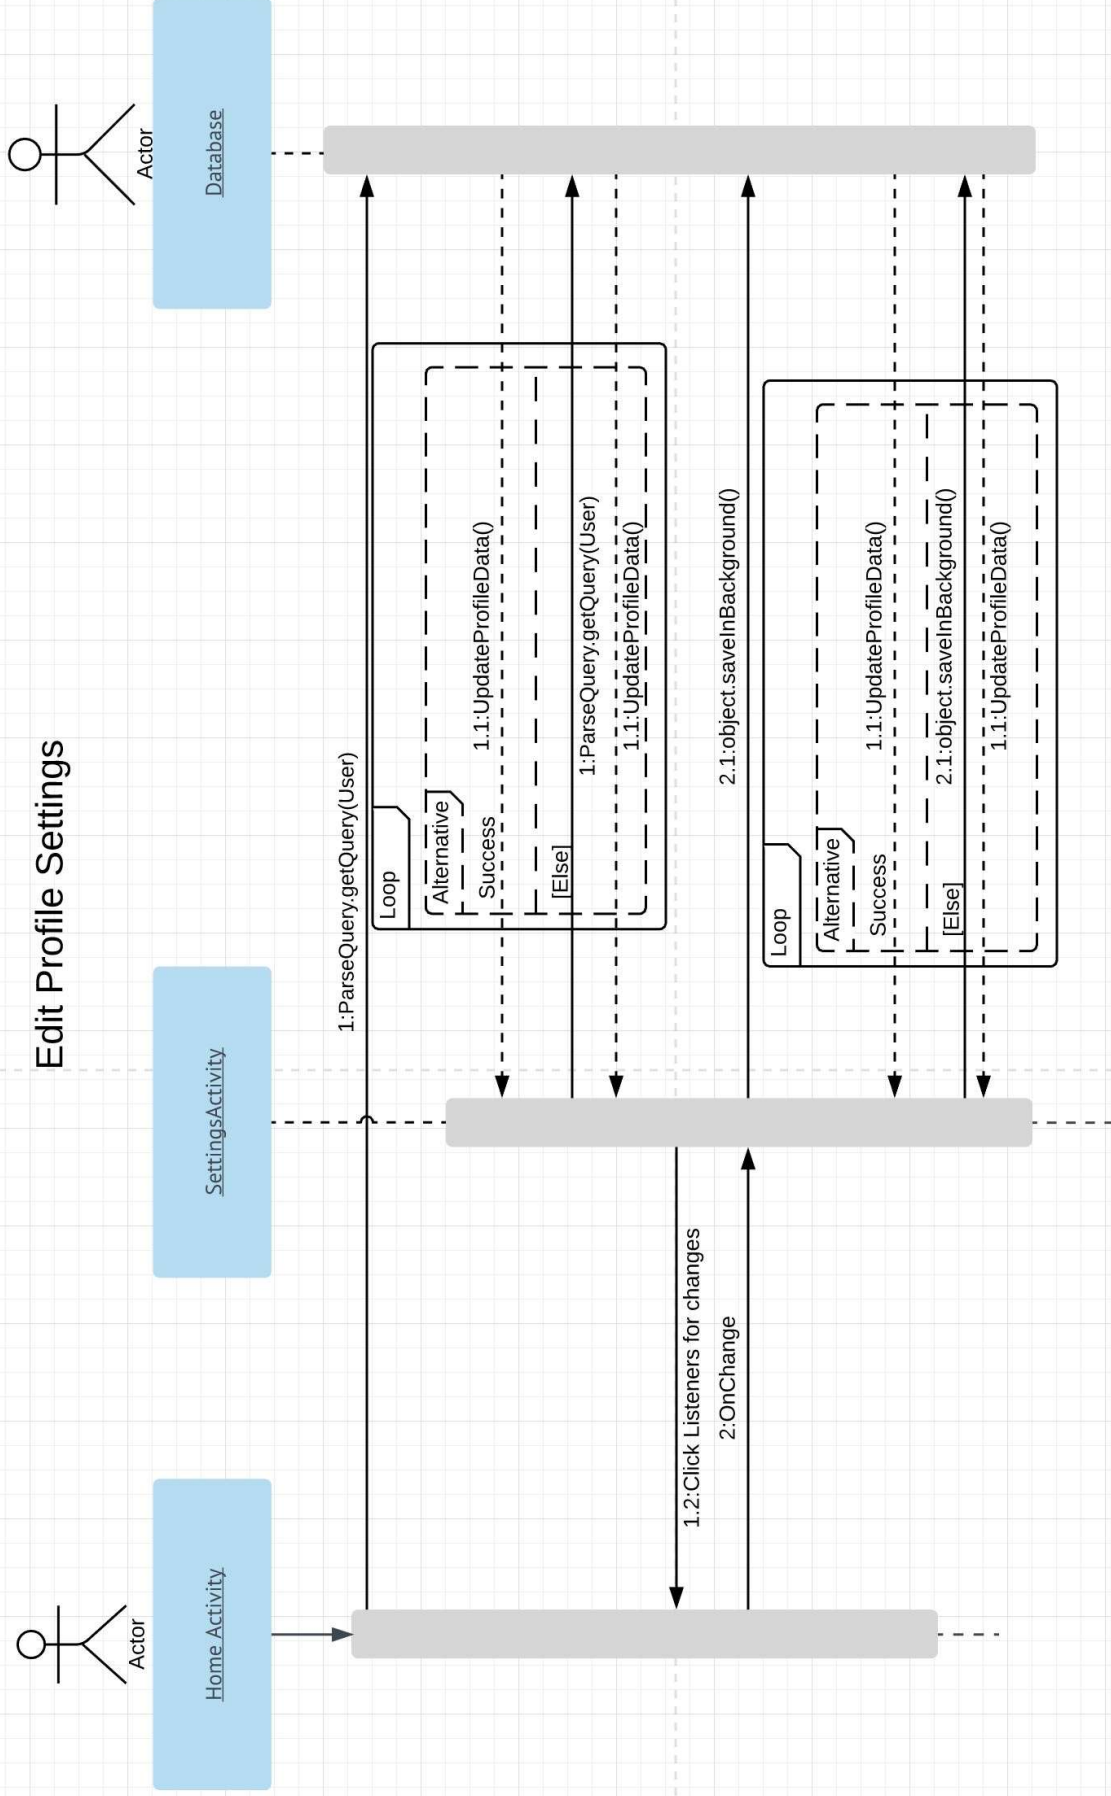 Edit Profile Settings
Actor
Actor
Home Activity
SettingsActivity
Database
1:ParseQuery.getQuery(User)
Loop
Alternative
Success
1.1:UpdateProfileData()
[Else]
1:ParseQuery.getQuery(User)
1.1:UpdateProfileData()
1.2:Click Listeners for changes
2:OnChange
2.1:object.saveInBackground()
Loop
Alternative
Success
1.1:UpdateProfileData()
[Else]
2.1:object.saveInBackground()
1.1:UpdateProfileData()